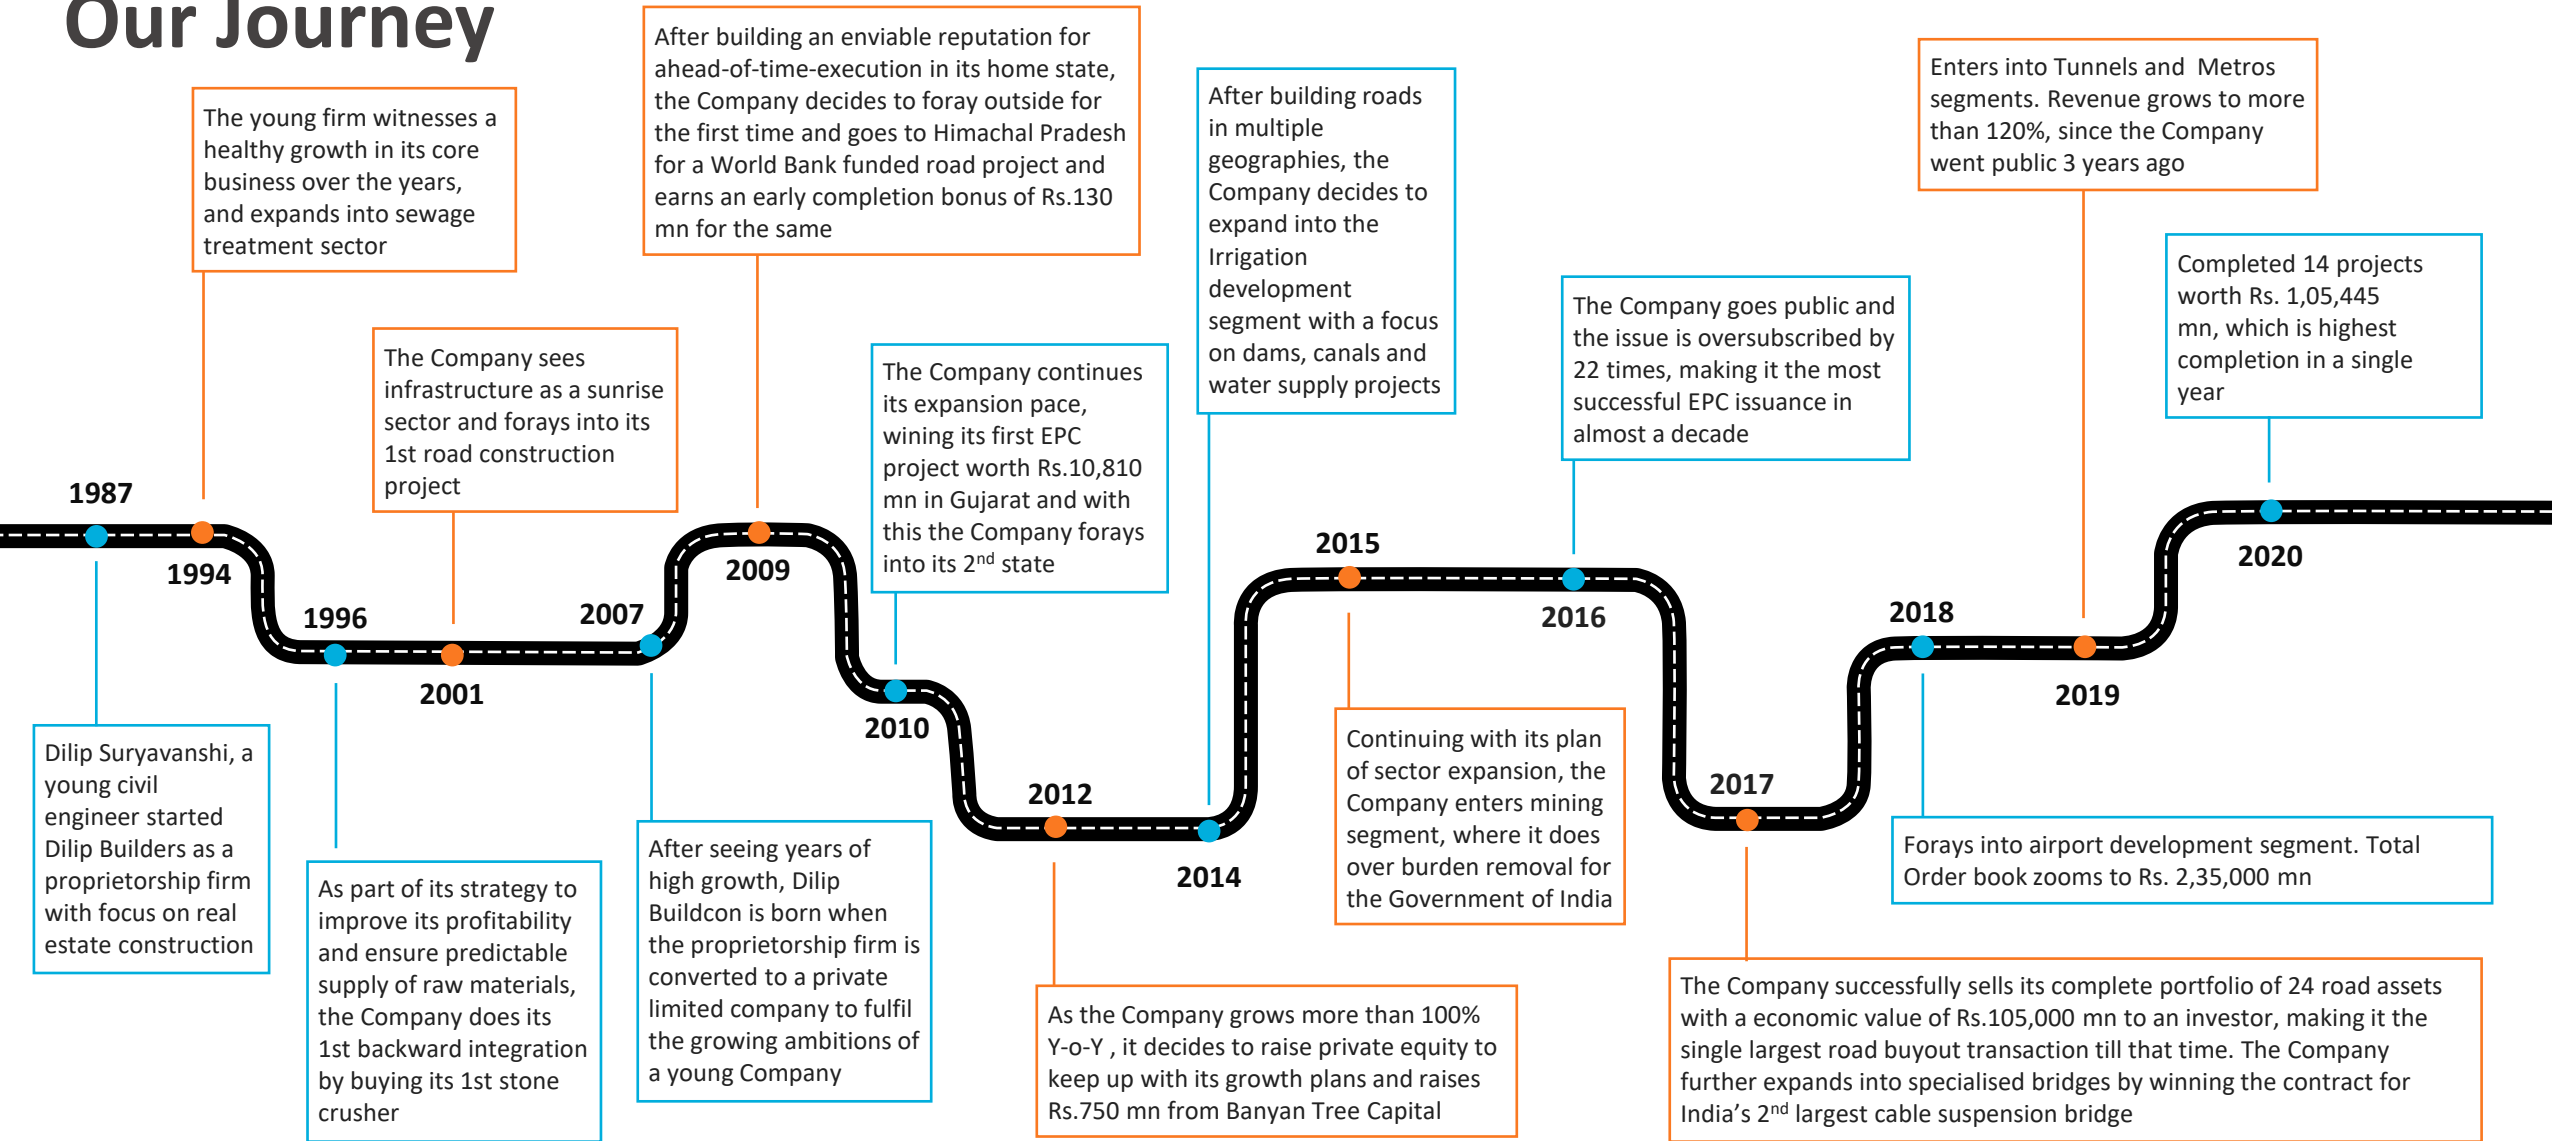 Our Journey
1987
Dilip Suryavanshi, a
young civil
engineer started
Dilip Builders as a
proprietorship firm
with focus on real
estate construction
The young firm witnesses a
healthy growth in its core
business over the years,
and expands into sewage
treatment sector
1994
1996
As part of its strategy to
improve its profitability
and ensure predictable
supply of raw materials,
the Company does its
1st backward integration
by buying its 1st stone
crusher
The Company sees
infrastructure as a sunrise
sector and forays into its
1st road construction
project
2001
2007
After seeing years of
high growth, Dilip
Buildcon is born when
the proprietorship firm is
converted to a private
limited company to fulfil
the growing ambitions of
a young Company
After building an enviable reputation for
ahead-of-time-execution in its home state,
the Company decides to foray outside for
the first time and goes to Himachal Pradesh
for a World Bank funded road project and
earns an early completion bonus of Rs.130
mn for the same
2009
The Company continues
its expansion pace,
wining its first EPC
project worth Rs.10,810
mn in Gujarat and with
this the Company forays
into its 2nd state
2010
2012
As the Company grows more than 100%
Y-o-Y , it decides to raise private equity to
keep up with its growth plans and raises
Rs.750 mn from Banyan Tree Capital
After building roads
in multiple
geographies, the
Company decides to
expand into the
Irrigation
development
segment with a focus
on dams, canals and
water supply projects
2014
2015
Continuing with its plan
of sector expansion, the
Company enters mining
segment, where it does
over burden removal for
the Government of India
The Company goes public and
the issue is oversubscribed by
22 times, making it the most
successful EPC issuance in
almost a decade
2016
2017
The Company successfully sells its complete portfolio of 24 road assets
with a economic value of Rs.105,000 mn to an investor, making it the
single largest road buyout transaction till that time. The Company
further expands into specialised bridges by winning the contract for
India's 2nd largest cable suspension bridge
2018
Forays into airport development segment. Total
Order book zooms to Rs. 2,35,000 mn
Enters into Tunnels and Metros
segments. Revenue grows to more
than 120%, since the Company
went public 3 years ago
2019
Completed 14 projects
worth Rs. 1,05,445
mn, which is highest
completion in a single
year
2020